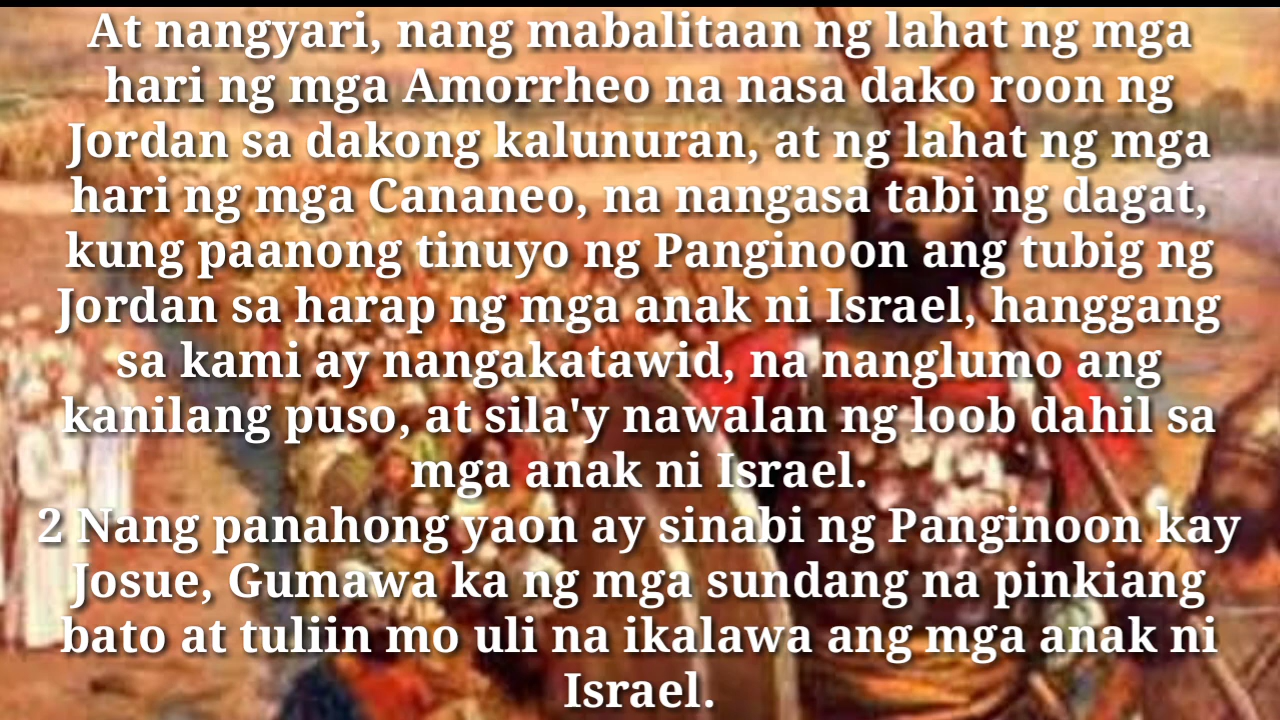 At nangyari, nang mabalitaan ng lahat ng mga
hari ng mga Amorrheo na nasa dako roon ng
Jordan sa dakong kalunuran, at ng lahat ng mga
hari ng mga Cananeo, na nangasa tabi ng dagat,
kung paanong tinuyo ng Panginoon ang tubig ng
Jordan sa harap ng mga anak ni Israel, hanggang
sa kami ay nangakatawid, na nanglumo ang
kanilang puso, at sila'y nawalan ng loob dahil sa
mga anak ni Israel.
2 Nang panahong yaon ay sinabi ng Panginoon kay
Josue, Gumawa ka ng mga sundang na pinkiang
bato at tuliin mo uli na ikalawa ang mga anak ni
Israel.